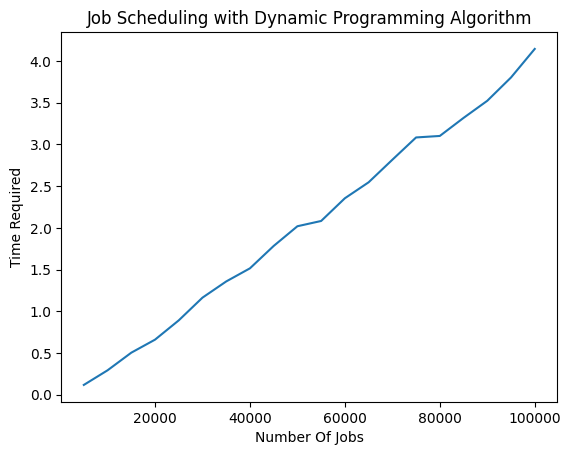 Job Scheduling with Dynamic Programming Algorithm
Time Required
4.0
3.5
3.0
2.5
2.0
1.5
1.0
0.5
0.0
20000 40000 60000 80000 100000
Number Of Jobs